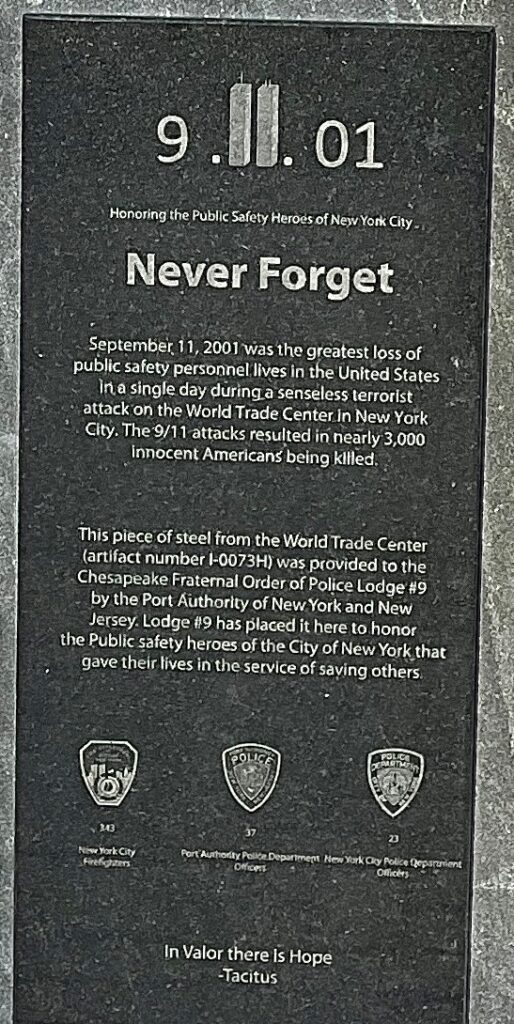 9.11.01
Honoring the Public Safety Heroes of New York City
Never Forget
September 11, 2001 was the greatest loss of
public safety personnel lives in the United States
in a single day during a senseless terrorist
attack on the World Trade Center in New York
City. The 9/11 attacks resulted in nearly 3,000
innocent Americans being killed.
This piece of steel from the World Trade Center
(artifact number I-0073H) was provided to the
Chesapeake Fraternal Order of Police Lodge #9
by the Port Authority of New York and New
Jersey. Lodge #9 has placed it here to honor
the Public safety heroes of the City of New York that
gave their lives in the service of saving others
POLICE
POLICE
DEPARTMENT
343
37
23
New York City
Firefighters
Port Authority Police Department
Officers
New York City Police Department
Officers
In Valor there is Hope
-Tacitus